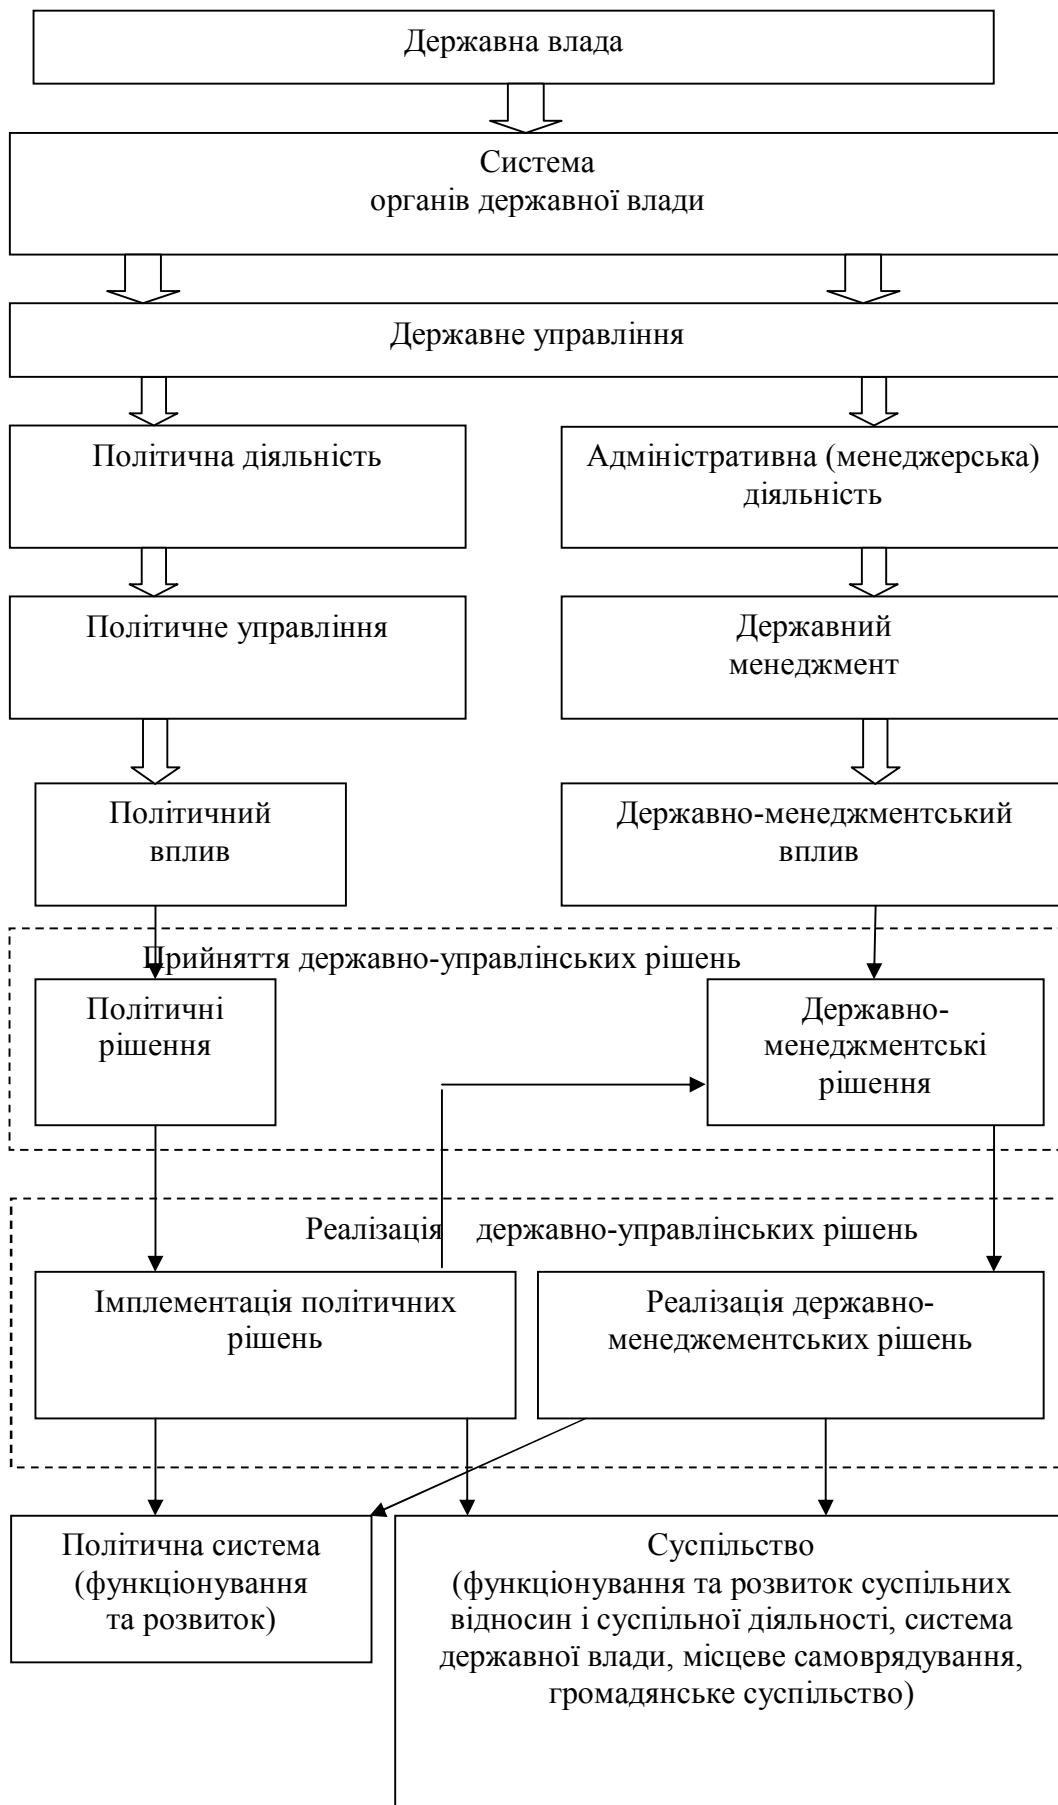 Державна влада
Система
органів державної влади
Державне управління
Політична діяльність
Адміністративна (менеджерська)
діяльність
Політичне управління
Державний
менеджмент
Політичний
вплив
Державно-менеджментський
вплив
Прийняття державно-управлінських рішень
Політичні
рішення
Державно-
менеджментські
рішення
Реалізація державно-управлінських рішень
Імплементація політичних
рішень
Реалізація державно-
менеджементських рішень
Політична система
(функціонування
та розвиток)
Суспільство
(функціонування та розвиток суспільних
відносин і суспільної діяльності, система
державної влади, місцеве самоврядування,
громадянське суспільство)